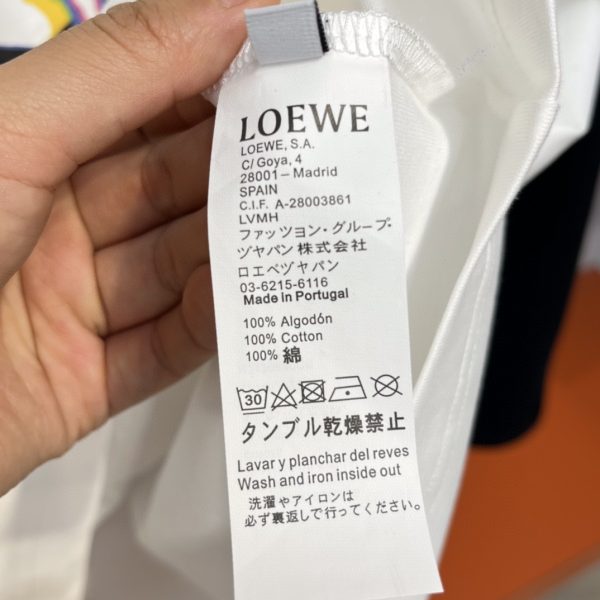 LOEWE
LOEWE, S.A.
C/ Goya, 4
28001 – Madrid
SPAIN
C.I.F. A-28003861
LVMH
ファッツヨン・グループ・
ヅヤパン株式会社
ロエベヅヤパン
03-6215-6116
Made in Portugal
100% Algodón
100% Cotton
100% 綿
30
タンブル乾燥禁止
Lavar y planchar del reves
Wash and iron inside out
洗濯やアイロンは
必ず裏返しで行ってください。